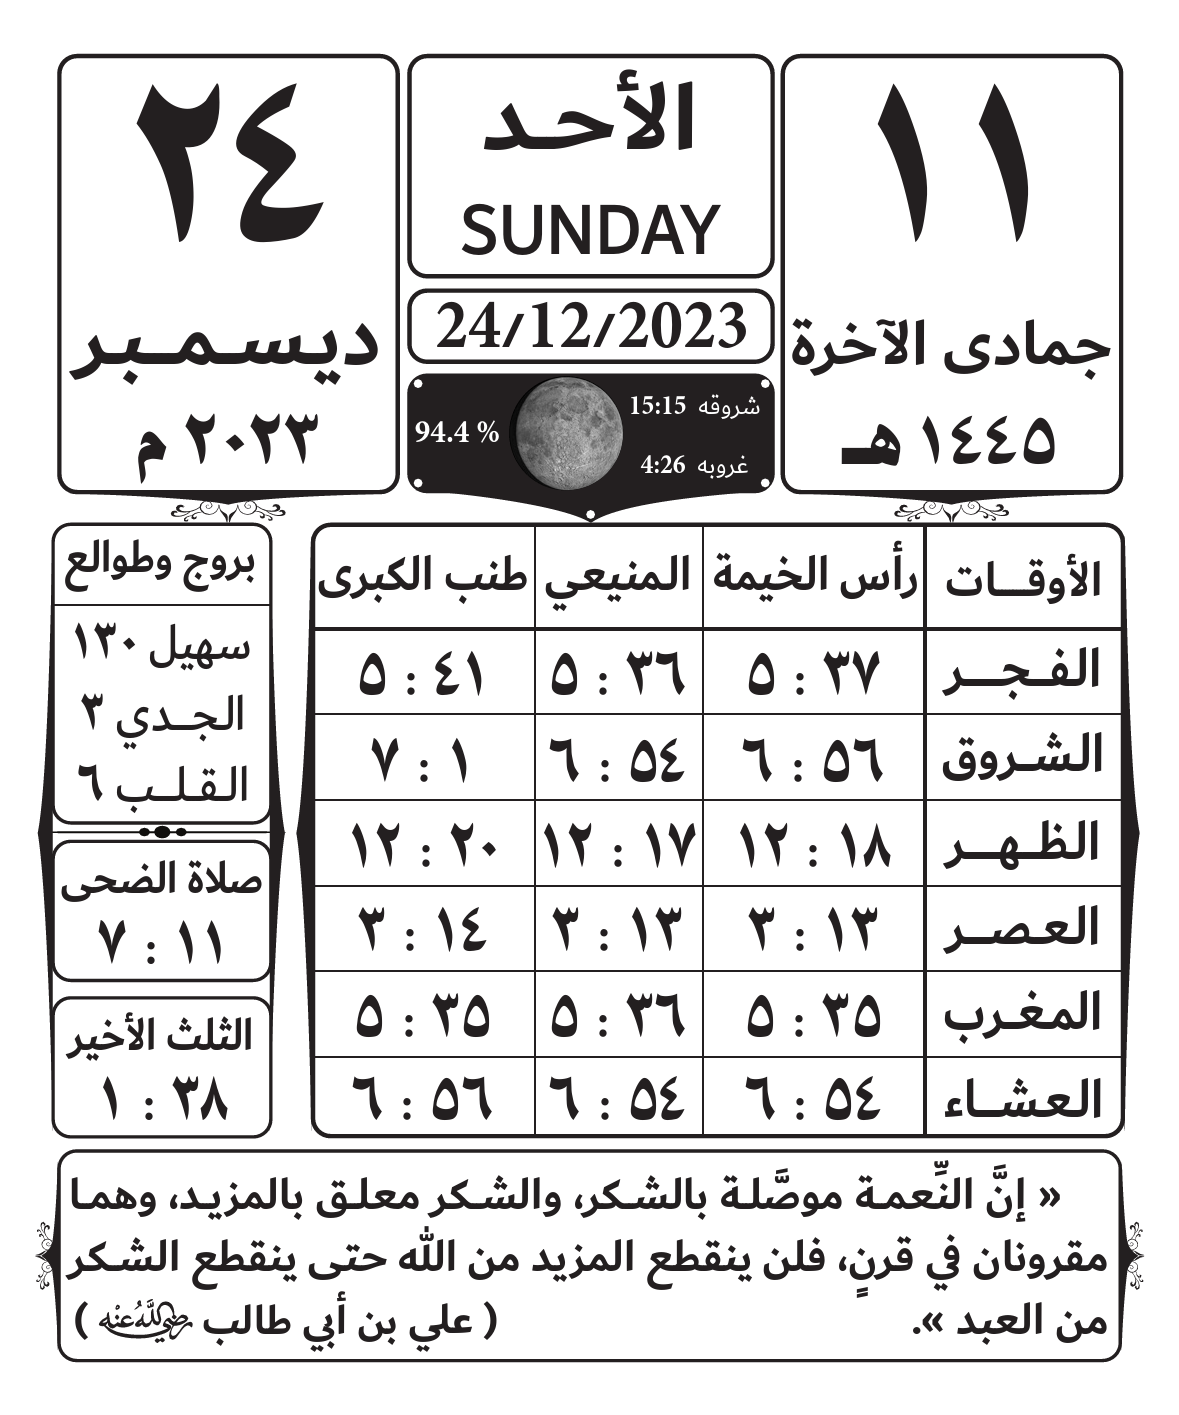 ١١
جمادى الآخرة
١٤٤٥ هـ
الأحد
SUNDAY
24/12/2023
شروقه 15:15
غروبه 4:26
94.4 %
٢٤
ديسمبر
٢٠٢٣ م
الأوقات رأس الخيمة المنيعي طنب الكبرى
الفجر ٥ : ٣٧ ٥ : ٣٦ ٥ : ٤١
الشروق ٦ : ٥٦ ٦ : ٥٤ ٧ : ١
الظهر ١٢ : ١٨ ١٢ : ١٧ ١٢ : ٢٠
العصر ٣ : ١٣ ٣ : ١٣ ٣ : ١٤
المغرب ٥ : ٣٥ ٥ : ٣٦ ٥ : ٣٥
العشاء ٦ : ٥٤ ٦ : ٥٤ ٦ : ٥٦
بروج وطوالع
سهيل ١٣٠
الجدي ٣
القلب ٦
صلاة الضحى
٧ : ١١
الثلث الأخير
١ : ٣٨
« إنَّ النِّعمة موصَّلة بالشكر، والشكر معلق بالمزيد، وهما
مقرونان في قرنٍ، فلن ينقطع المزيد من الله حتى ينقطع الشكر
من العبد ». ( علي بن أبي طالب رضي الله عنه )